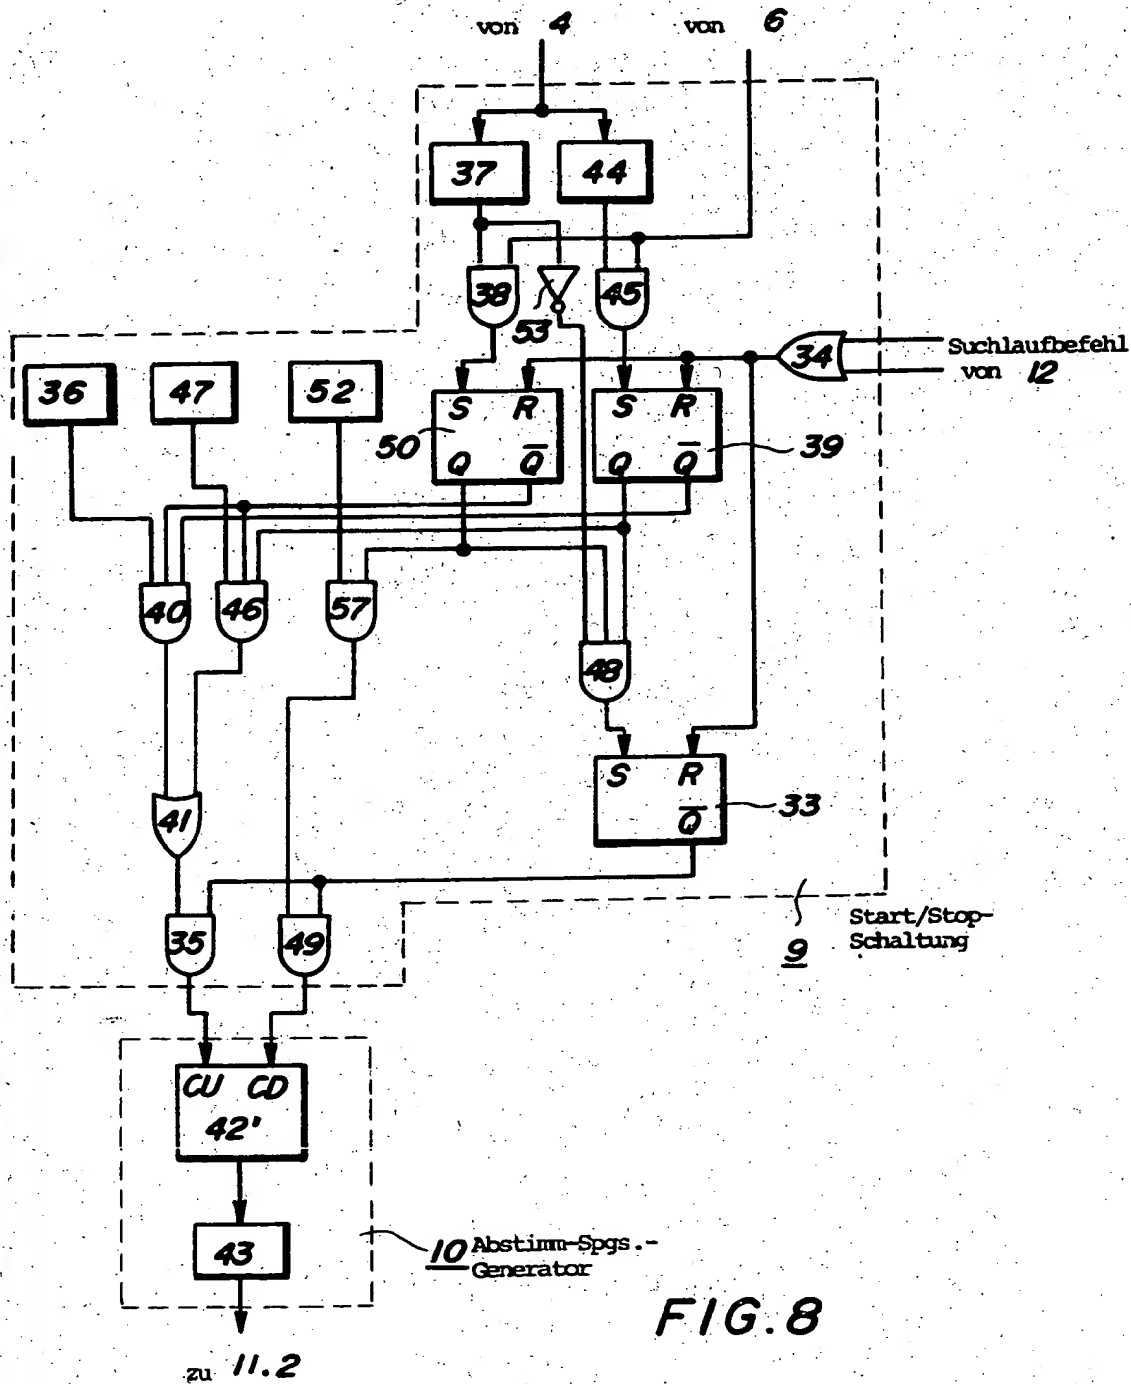 von 4
von 6
37
44
38
53
45
34
Suchlaufbefehl
von 12
36
47
52
S R
Q Q̅
50
S R
Q Q̅
39
40
46
57
48
S R
Q̅
33
41
35
49
9
Start/Stop-
Schaltung
CU CD
42'
43
10 Abstimm-Spgs.-
Generator
FIG. 8
zu 11.2